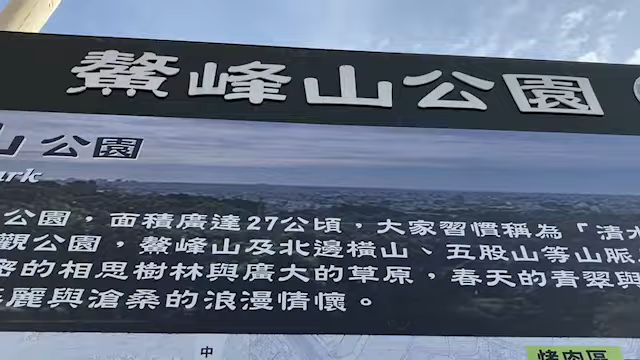 鰲峰山公園
山公園
ark
公園，面積廣達27公頃，大家習慣稱為「清水
觀公園，鰲峰山及北邊橫山、五股山等山脈
密的相思樹林與廣大的草原，春天的青翠與
麗與滄桑的浪漫情懷。
中
烤肉區